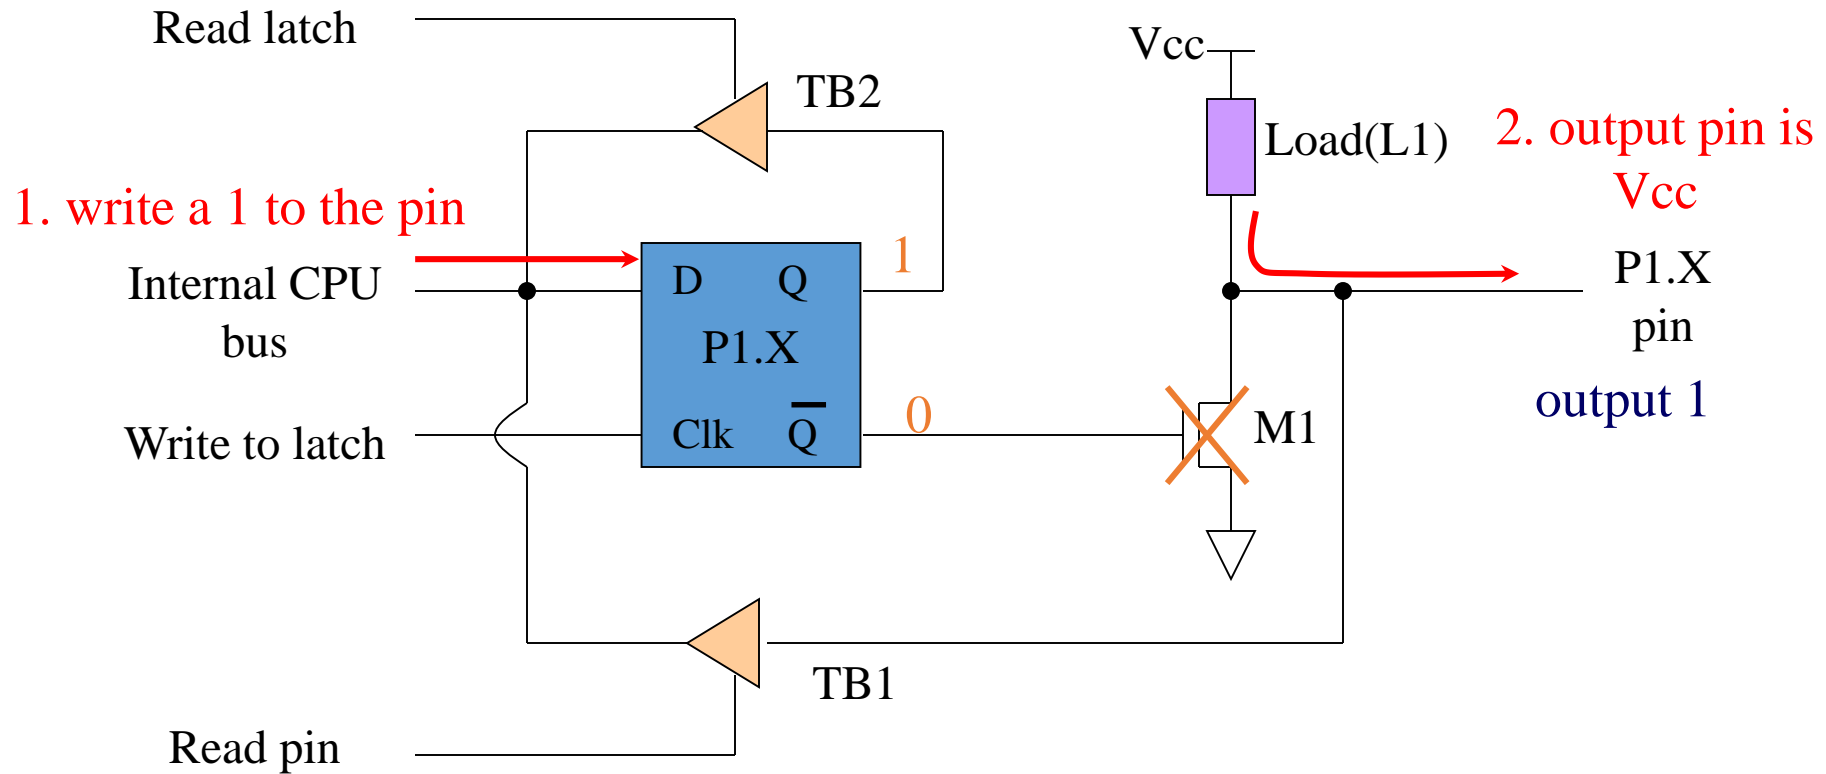 Read latch
Vcc
TB2
Load(L1)
2. output pin is
Vcc
1. write a 1 to the pin
Internal CPU
bus
D Q
1
P1.X
P1.X
pin
output 1
Write to latch
Clk Q
0
M1
TB1
Read pin